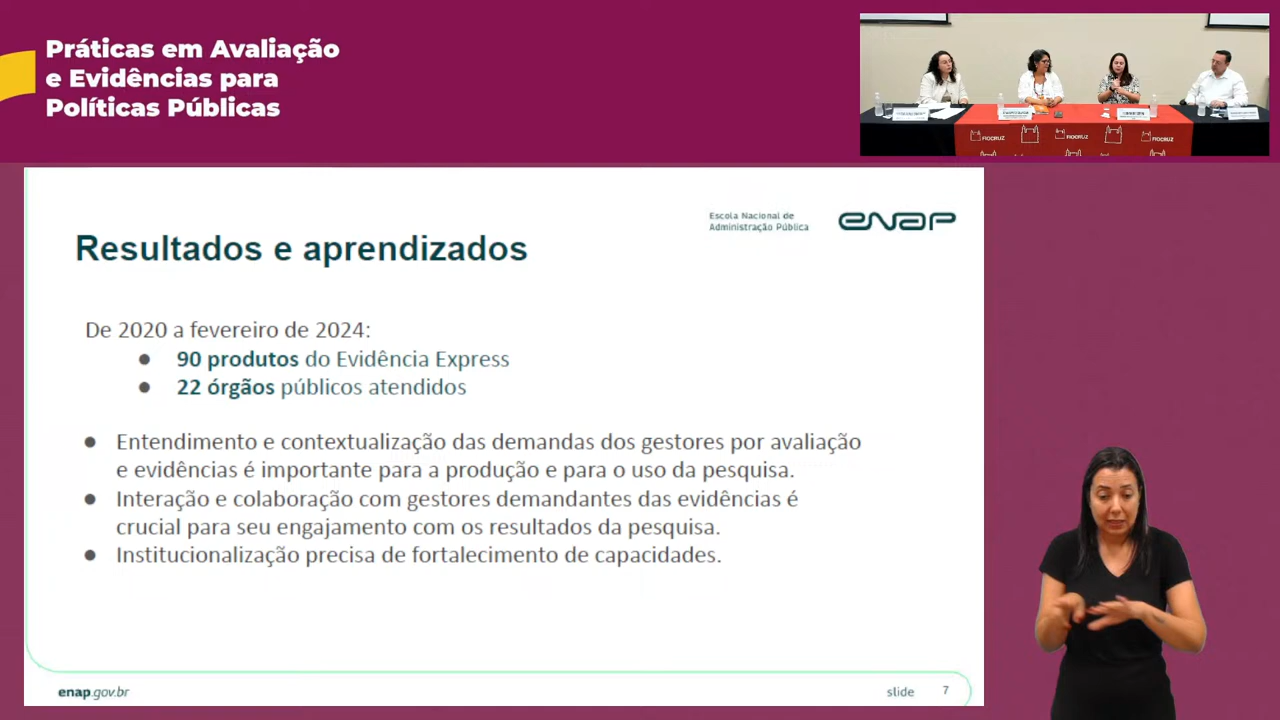 Práticas em Avaliação
e Evidências para
Políticas Públicas
FIOCRUZ
FIOCRUZ
Escola Nacional de
Administração Pública
enap
Resultados e aprendizados
De 2020 a fevereiro de 2024:
● 90 produtos do Evidência Express
● 22 órgãos públicos atendidos
● Entendimento e contextualização das demandas dos gestores por avaliação
e evidências é importante para a produção e para o uso da pesquisa.
● Interação e colaboração com gestores demandantes das evidências é
crucial para seu engajamento com os resultados da pesquisa.
● Institucionalização precisa de fortalecimento de capacidades.
enap.gov.br
slide 7